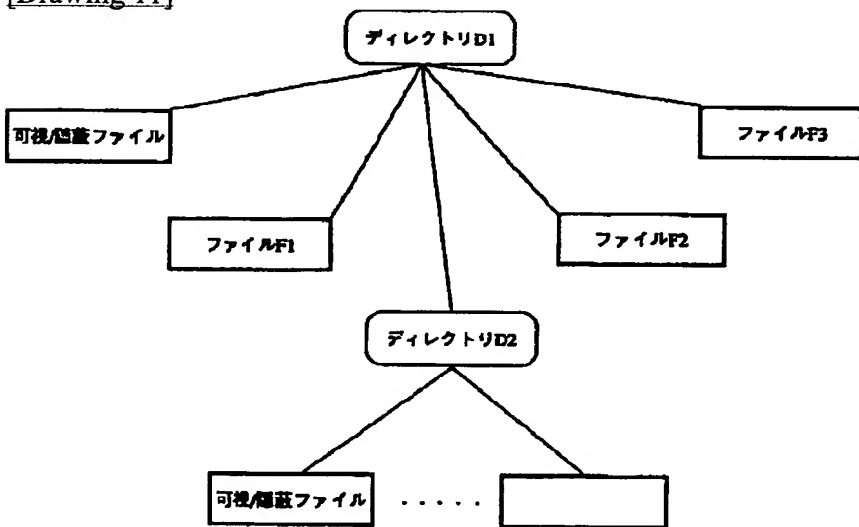 [Drawing 11]
ディレクトリD1
可視/隠蔽ファイル
ファイルF3
ファイルF1
ファイルF2
ディレクトリD2
可視/隠蔽ファイル
.....